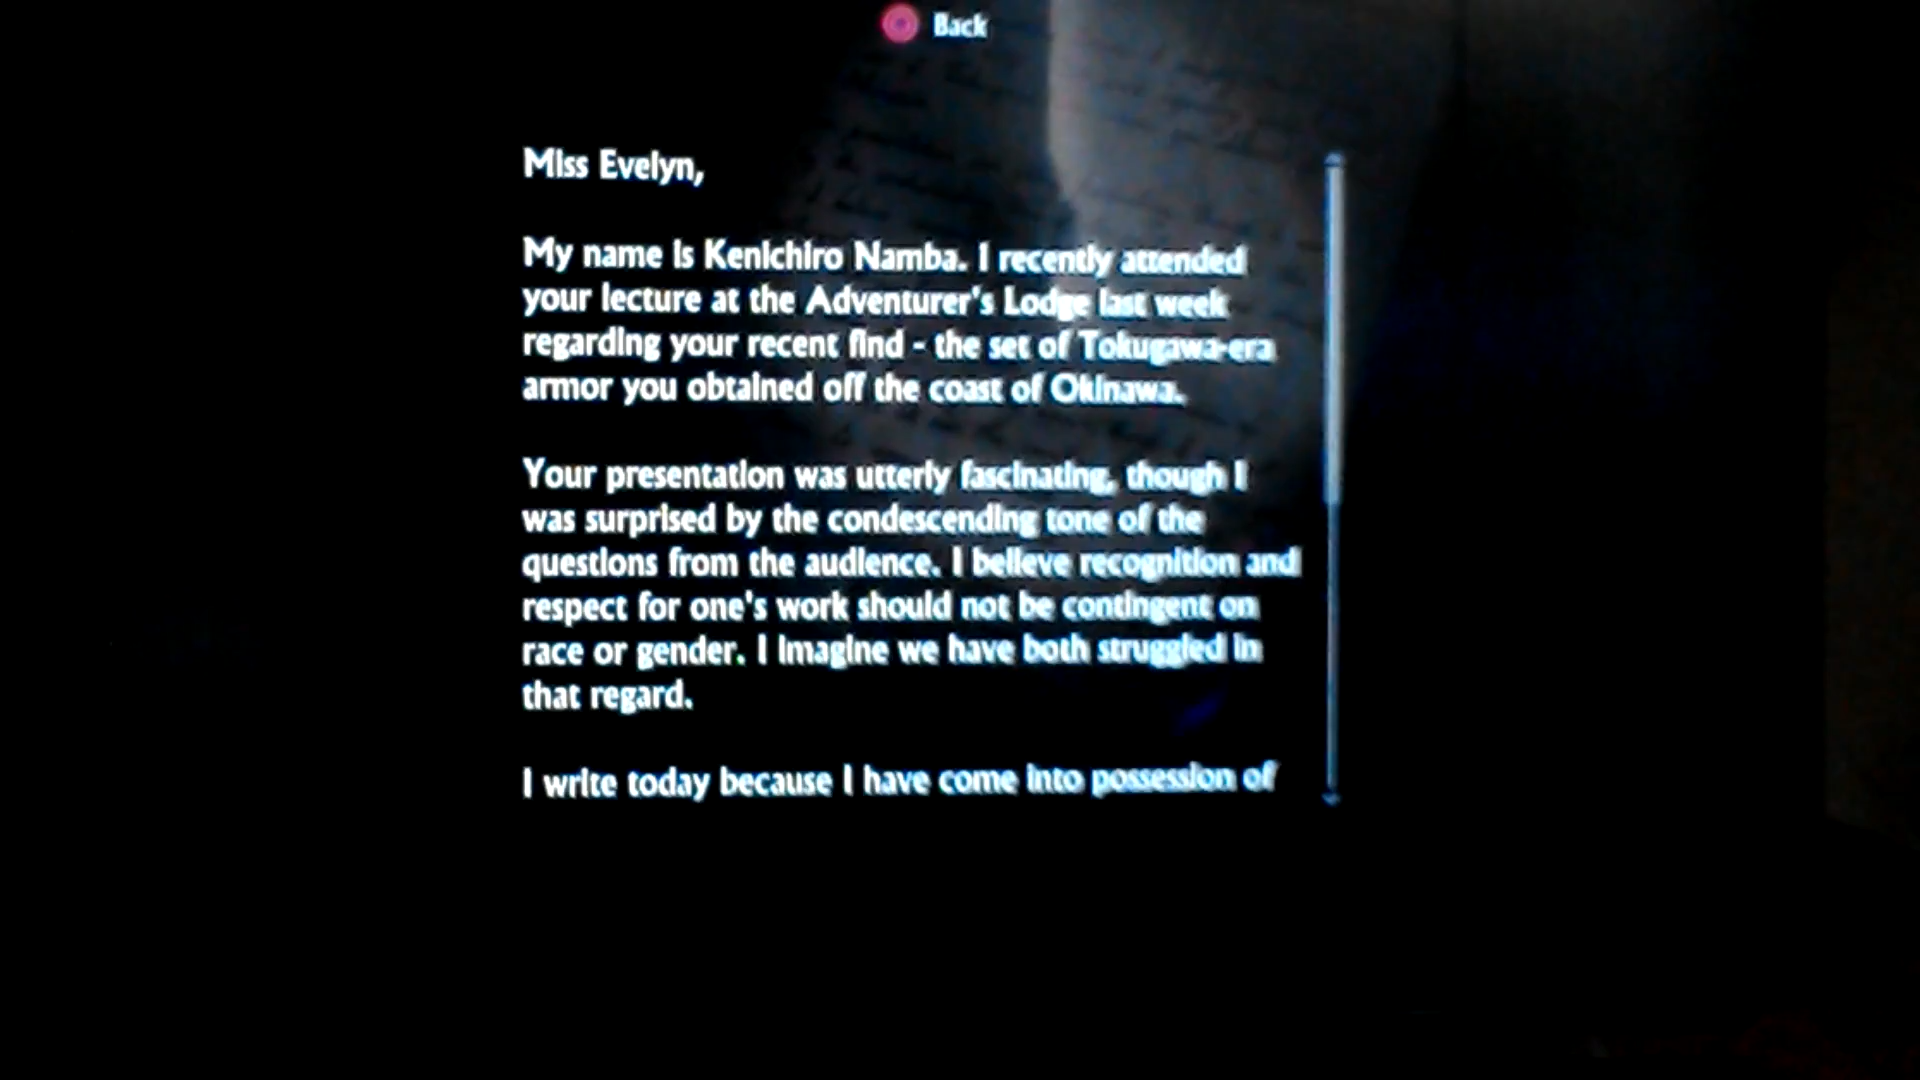 Back
Miss Evelyn,
My name is Kenichiro Namba. I recently attended
your lecture at the Adventurer's Lodge last week
regarding your recent find - the set of Tokugawa-era
armor you obtained off the coast of Okinawa.
Your presentation was utterly fascinating, though I
was surprised by the condescending tone of the
questions from the audience. I believe recognition and
respect for one's work should not be contingent on
race or gender. I imagine we have both struggled in
that regard.
I write today because I have come into possession of